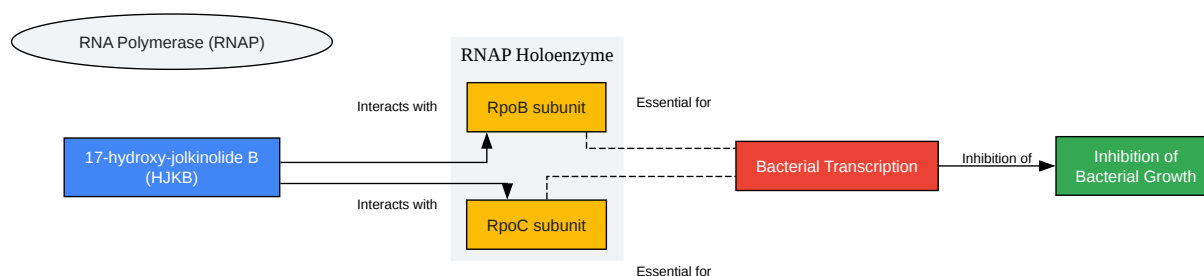 RNA Polymerase (RNAP)
RNAP Holoenzyme
Interacts with
RpoB subunit
Essential for
17-hydroxy-jolkinolide B
(HJKB)
Bacterial Transcription
Inhibition of
Inhibition of
Bacterial Growth
Interacts with
RpoC subunit
Essential for